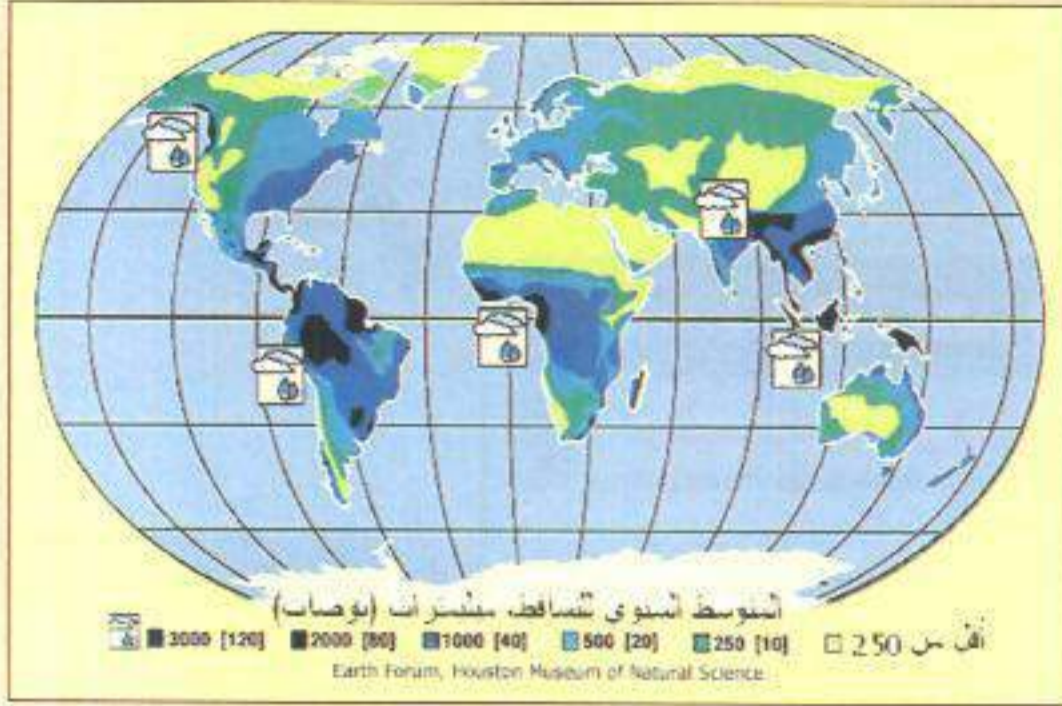 المتوسط السنوي للتساقط، مليمترات (بوصات)
3000 [120] 2000 [80] 1000 [40] 500 [20] 250 [10] أقل من 250
Earth Forum, Houston Museum of Natural Science